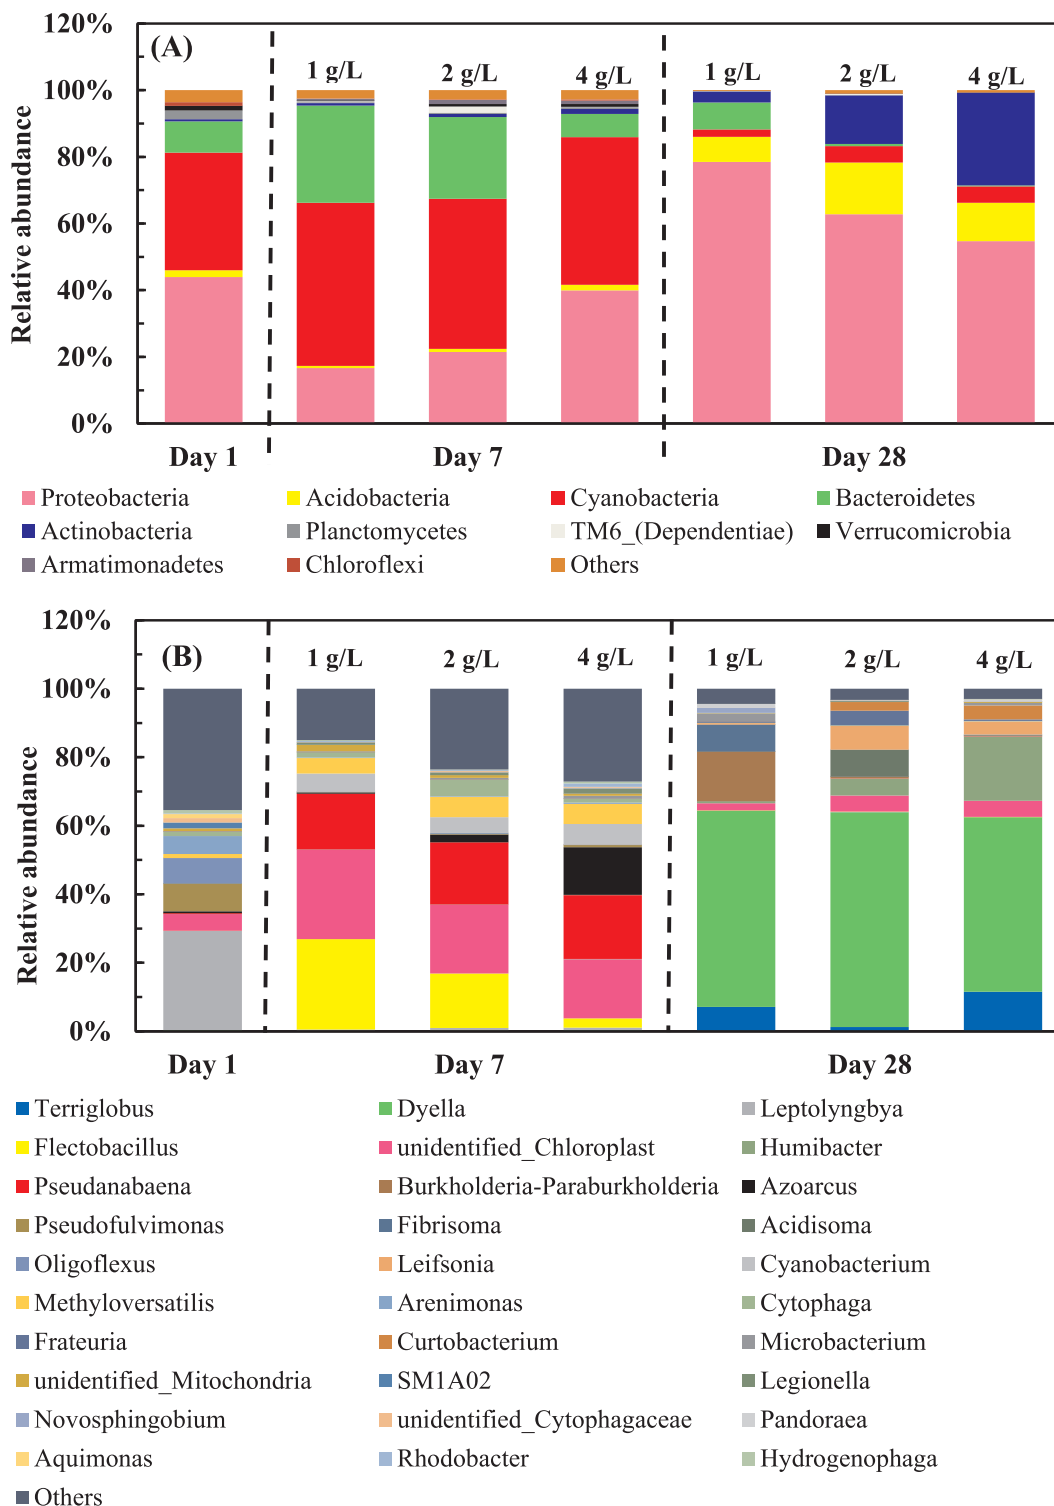 120%
(A)
1 g/L 2 g/L 4 g/L 1 g/L 2 g/L 4 g/L
100%
80%
60%
40%
20%
0%
Relative abundance
Day 1 Day 7 Day 28
Proteobacteria Acidobacteria Cyanobacteria Bacteroidetes
Actinobacteria Planctomycetes TM6_(Dependentiae) Verrucomicrobia
Armatimonadetes Chloroflexi Others
120%
(B)
1 g/L 2 g/L 4 g/L 1 g/L 2 g/L 4 g/L
100%
80%
60%
40%
20%
0%
Relative abundance
Day 1 Day 7 Day 28
Terriglobus Dyella Leptolyngbya
Flectobacillus unidentified_Chloroplast Humibacter
Pseudanabaena Burkholderia-Paraburkholderia Azoarcus
Pseudofulvimonas Fibrisoma Acidisoma
Oligoflexus Leifsonia Cyanobacterium
Methyloversatilis Arenimonas Cytophaga
Frateuria Curtobacterium Microbacterium
unidentified_Mitochondria SM1A02 Legionella
Novosphingobium unidentified_Cytophagaceae Pandoraea
Aquimonas Rhodobacter Hydrogenophaga
Others